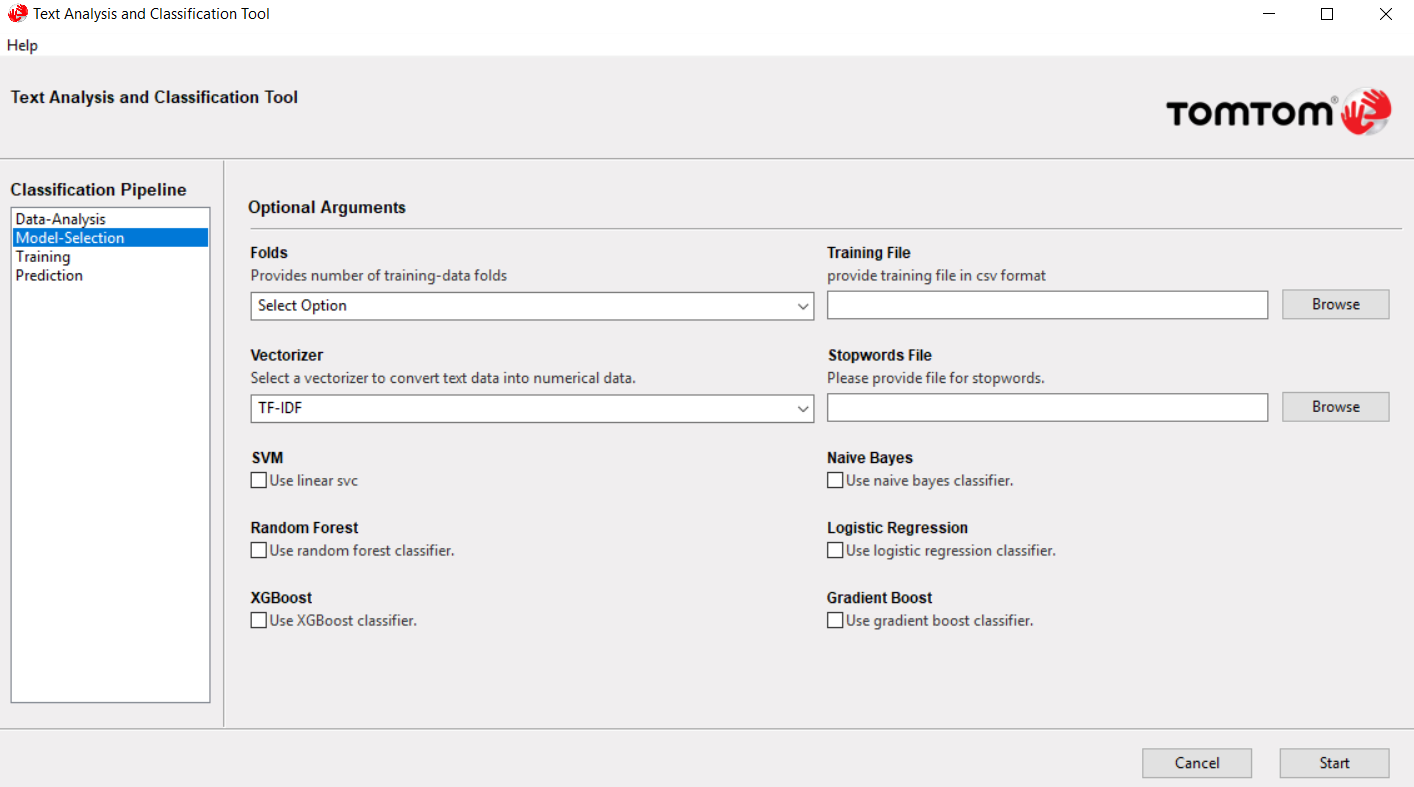 Text Analysis and Classification Tool
Help
Text Analysis and Classification Tool
TOMTOM®
Classification Pipeline
Data-Analysis
Model-Selection
Training
Prediction
Optional Arguments
Folds
Provides number of training-data folds
Select Option
Training File
provide training file in csv format
Browse
Vectorizer
Select a vectorizer to convert text data into numerical data.
TF-IDF
Stopwords File
Please provide file for stopwords.
Browse
SVM
Use linear svc
Naive Bayes
Use naive bayes classifier.
Random Forest
Use random forest classifier.
Logistic Regression
Use logistic regression classifier.
XGBoost
Use XGBoost classifier.
Gradient Boost
Use gradient boost classifier.
Cancel
Start